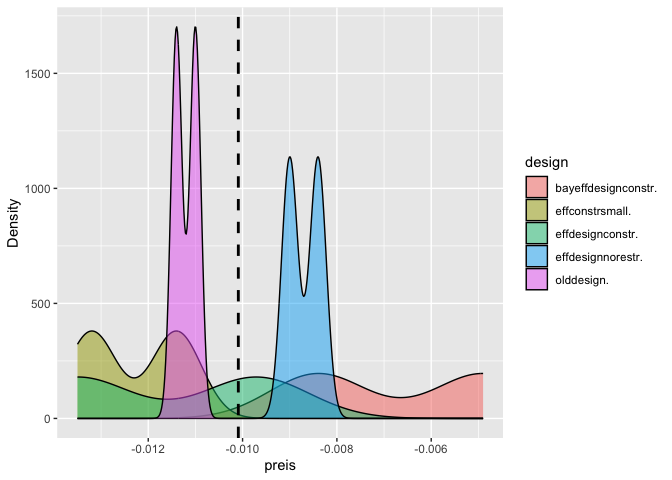 1500
1000
500
0
Density
-0.012
-0.010
-0.008
-0.006
preis
design
bayeffdesignconstr.
effconstrsmall.
effdesignconstr.
effdesignnorestr.
olddesign.